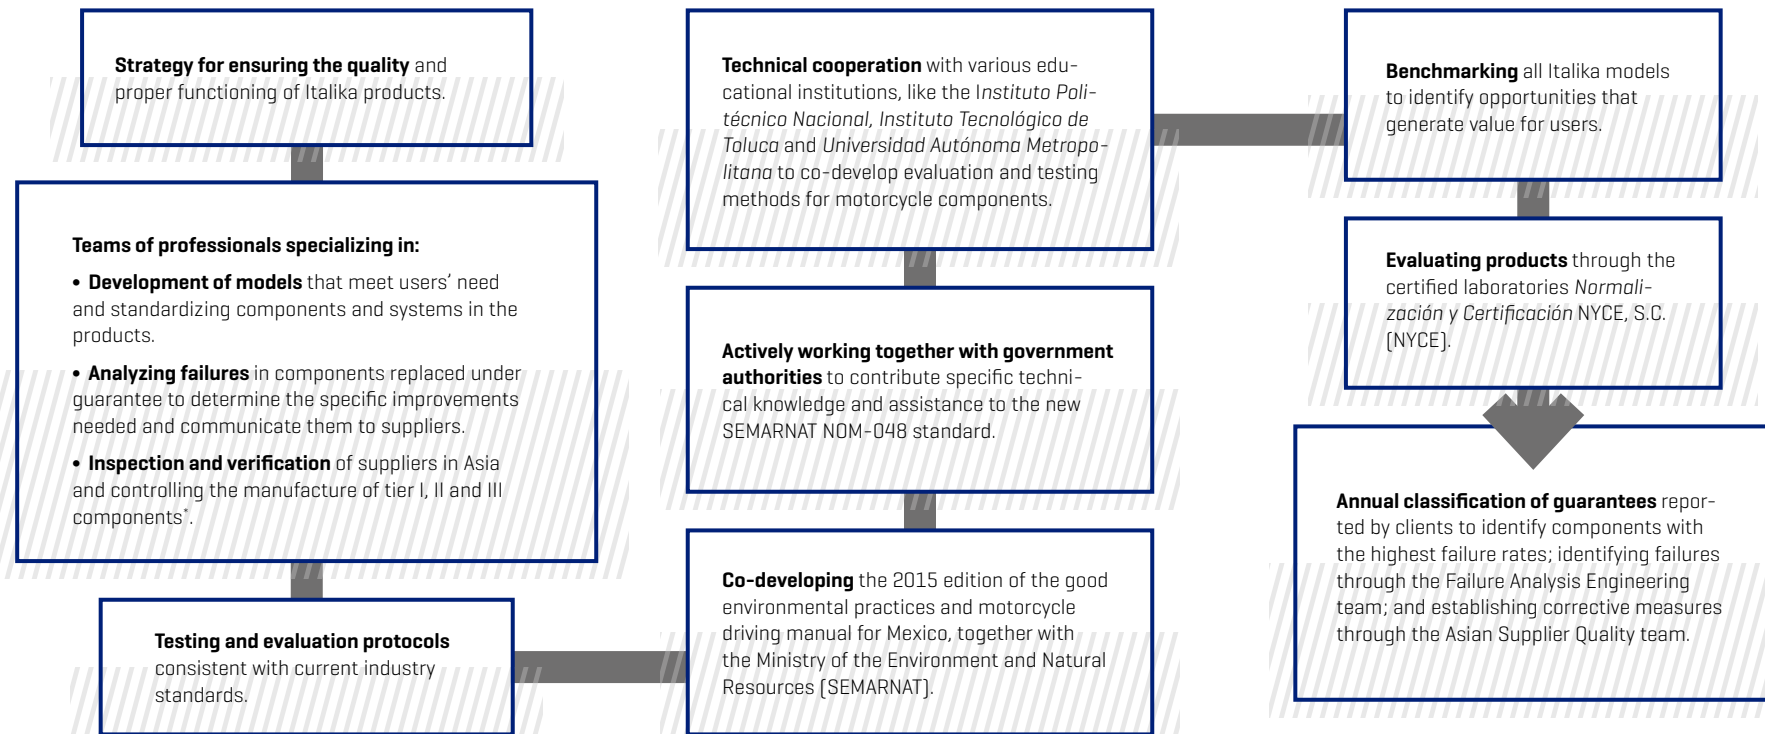 Strategy for ensuring the quality and
proper functioning of Italika products.
Teams of professionals specializing in:
• Development of models that meet users’ need
and standardizing components and systems in the
products.
• Analyzing failures in components replaced under
guarantee to determine the specific improvements
needed and communicate them to suppliers.
• Inspection and verification of suppliers in Asia
and controlling the manufacture of tier I, II and III
components*.
Testing and evaluation protocols
consistent with current industry
standards.
Co-developing the 2015 edition of the good
environmental practices and motorcycle
driving manual for Mexico, together with
the Ministry of the Environment and Natural
Resources (SEMARNAT).
Actively working together with government
authorities to contribute specific techni-
cal knowledge and assistance to the new
SEMARNAT NOM-048 standard.
Technical cooperation with various edu-
cational institutions, like the Instituto Poli-
técnico Nacional, Instituto Tecnológico de
Toluca and Universidad Autónoma Metropo-
litana to co-develop evaluation and testing
methods for motorcycle components.
Benchmarking all Italika models
to identify opportunities that
generate value for users.
Evaluating products through the
certified laboratories Normali-
zación y Certificación NYCE, S.C.
(NYCE).
Annual classification of guarantees repor-
ted by clients to identify components with
the highest failure rates; identifying failures
through the Failure Analysis Engineering
team; and establishing corrective measures
through the Asian Supplier Quality team.